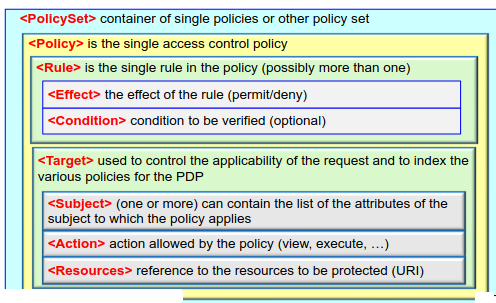 <PolicySet> container of single policies or other policy set
<Policy> is the single access control policy
<Rule> is the single rule in the policy (possibly more than one)
<Effect> the effect of the rule (permit/deny)
<Condition> condition to be verified (optional)
<Target> used to control the applicability of the request and to index the
various policies for the PDP
<Subject> (one or more) can contain the list of the attributes of the
subject to which the policy applies
<Action> action allowed by the policy (view, execute, …)
<Resources> reference to the resources to be protected (URI)